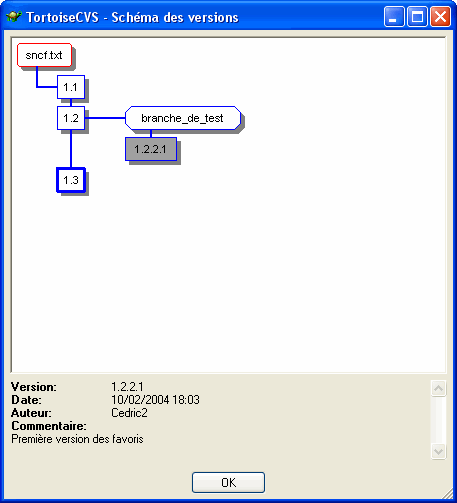 TortoiseCVS - Schéma des versions
sncf.txt
1.1
1.2
branche_de_test
1.2.2.1
1.3
Version: 1.2.2.1
Date: 10/02/2004 18:03
Auteur: Cedric2
Commentaire:
Première version des favoris
OK